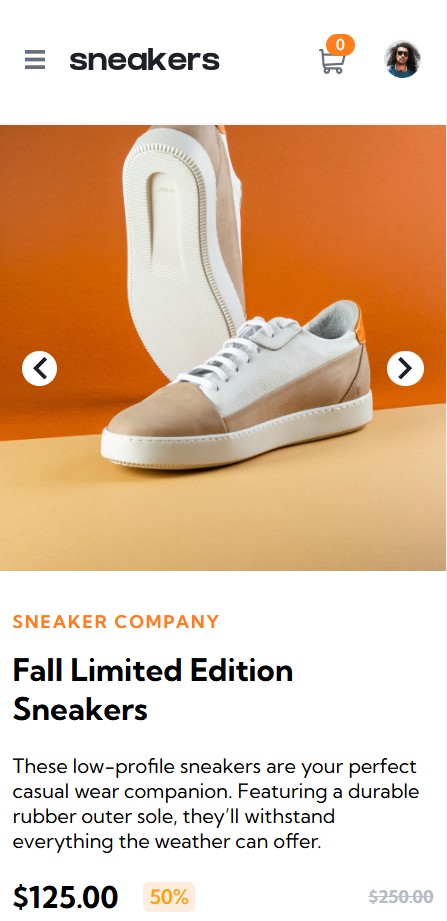 sneakers
0
SNEAKER COMPANY
Fall Limited Edition
Sneakers
These low-profile sneakers are your perfect
casual wear companion. Featuring a durable
rubber outer sole, they’ll withstand
everything the weather can offer.
$125.00 50% $250.00